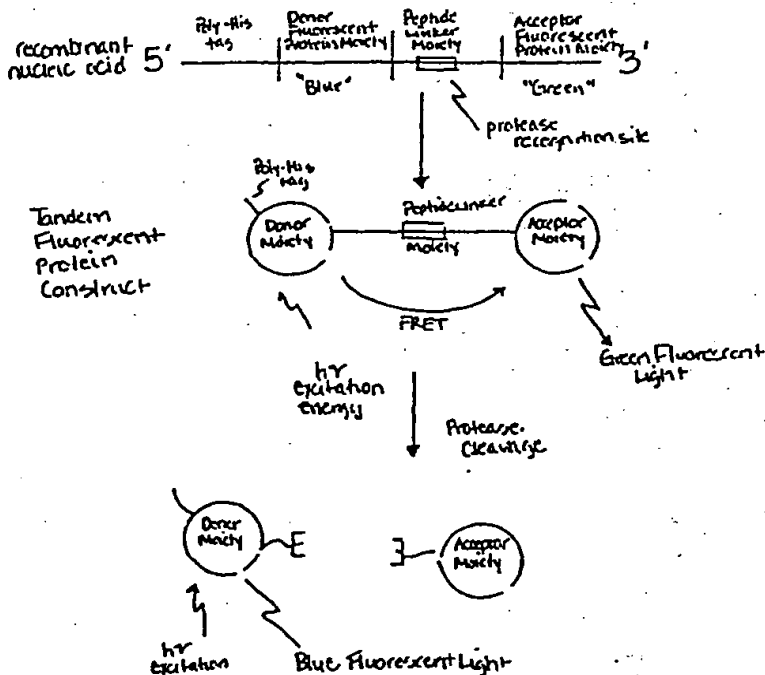 recombinant
nucleic acid
5'
Poly-His
tag
Donor
Fluorescent
Protein Moiety
"Blue"
Peptide
Linker
Moiety
Acceptor
Fluorescent
Protein Moiety
"Green"
3'
protease
recognition site
Tandem
Fluorescent
Protein
Construct
Poly-His
tag
Donor
Moiety
Peptide Linker
Moiety
Acceptor
Moiety
FRET
Green Fluorescent
Light
hν
excitation
energy
Protease
Cleavage
Donor
Moiety
Acceptor
Moiety
hν
excitation
Blue Fluorescent Light